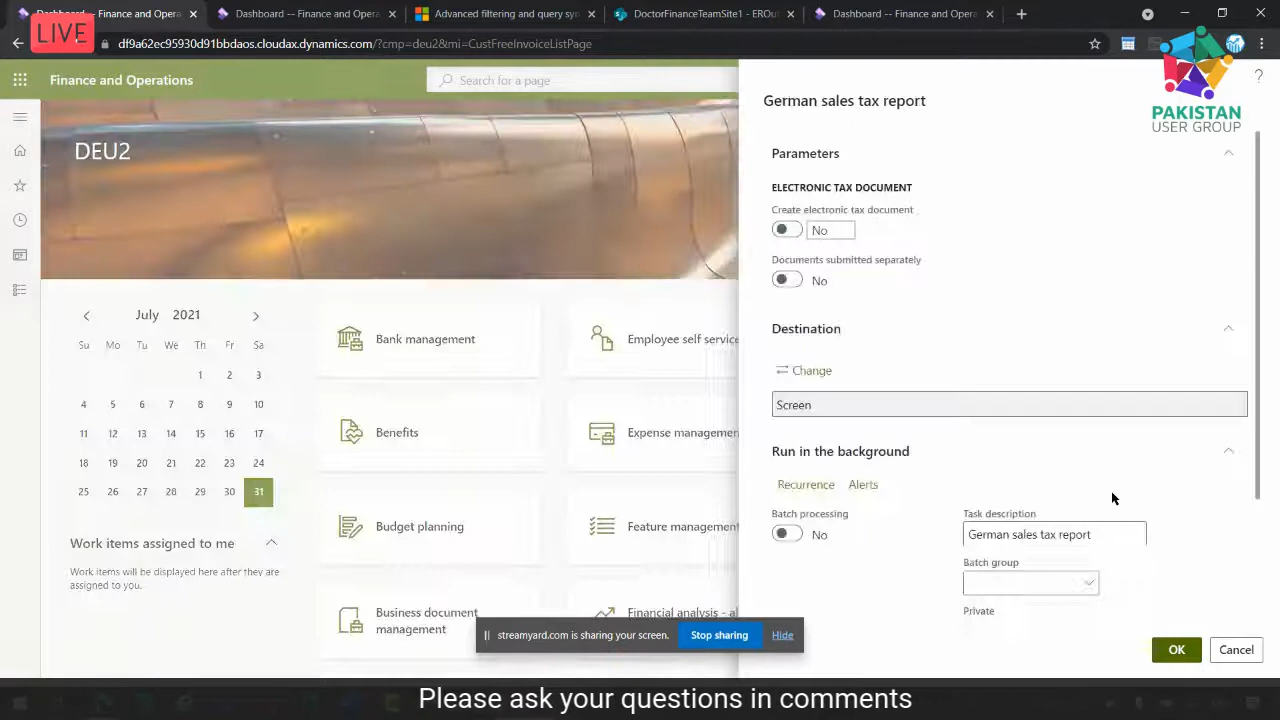 Dashboard -- Finance and Opera
Dashboard -- Finance and Opera
Advanced filtering and query syn
DoctorFinanceTeamSite1 - EROut
Dashboard -- Finance and Opera
LIVE
df9a62ec95930d91bbdaos.cloudax.dynamics.com/?cmp=deu2&mi=CustFreeInvoiceListPage
Finance and Operations
Search for a page
?
PAKISTAN
USER GROUP
German sales tax report
DEU2
Parameters
ELECTRONIC TAX DOCUMENT
Create electronic tax document
No
Documents submitted separately
No
Destination
Change
Screen
Run in the background
Recurrence Alerts
Batch processing
No
Task description
German sales tax report
Batch group
Private
OK Cancel
July 2021
Su Mo Tu We Th Fr Sa
1 2 3
4 5 6 7 8 9 10
11 12 13 14 15 16 17
18 19 20 21 22 23 24
25 26 27 28 29 30 31
Work items assigned to me
Work items will be displayed here after they are
assigned to you.
Bank management
Employee self service
Benefits
Expense managemen
Budget planning
Feature management
Business document
management
Financial analysis - al
streamyard.com is sharing your screen.
Stop sharing
Hide
Please ask your questions in comments